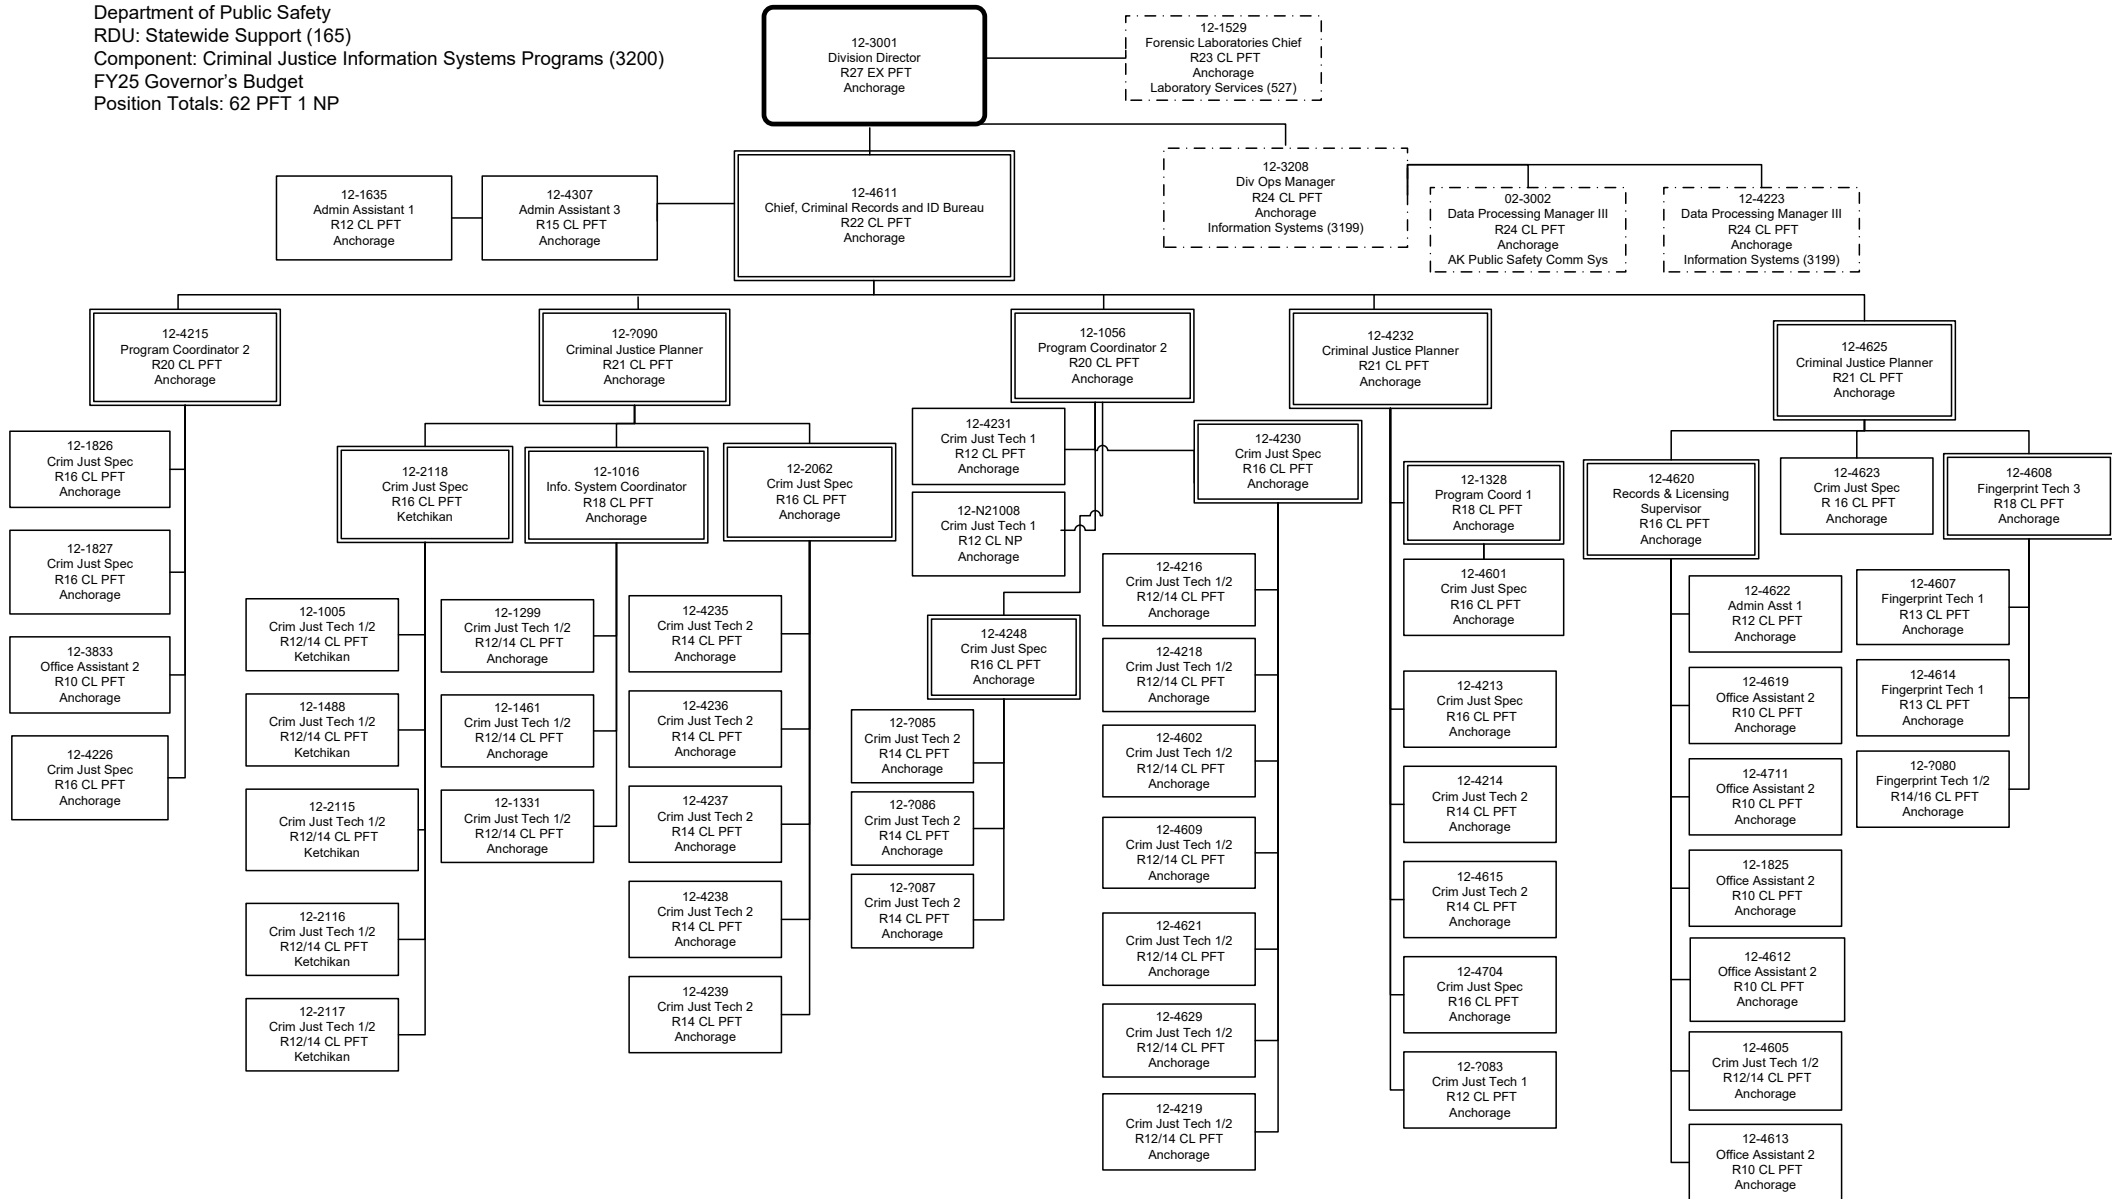 Department of Public Safety
RDU: Statewide Support (165)
Component: Criminal Justice Information Systems Programs (3200)
FY25 Governor's Budget
Position Totals: 62 PFT 1 NP
12-3001
Division Director
R27 EX PFT
Anchorage
12-1529
Forensic Laboratories Chief
R23 CL PFT
Anchorage
Laboratory Services (527)
12-1635
Admin Assistant 1
R12 CL PFT
Anchorage
12-4307
Admin Assistant 3
R15 CL PFT
Anchorage
12-4611
Chief, Criminal Records and ID Bureau
R22 CL PFT
Anchorage
12-3208
Div Ops Manager
R24 CL PFT
Anchorage
Information Systems (3199)
02-3002
Data Processing Manager III
R24 CL PFT
Anchorage
AK Public Safety Comm Sys
12-4223
Data Processing Manager III
R24 CL PFT
Anchorage
Information Systems (3199)
12-4215
Program Coordinator 2
R20 CL PFT
Anchorage
12-?090
Criminal Justice Planner
R21 CL PFT
Anchorage
12-1056
Program Coordinator 2
R20 CL PFT
Anchorage
12-4232
Criminal Justice Planner
R21 CL PFT
Anchorage
12-4625
Criminal Justice Planner
R21 CL PFT
Anchorage
12-1826
Crim Just Spec
R16 CL PFT
Anchorage
12-1827
Crim Just Spec
R16 CL PFT
Anchorage
12-3833
Office Assistant 2
R10 CL PFT
Anchorage
12-4226
Crim Just Spec
R16 CL PFT
Anchorage
12-2118
Crim Just Spec
R16 CL PFT
Ketchikan
12-1016
Info. System Coordinator
R18 CL PFT
Anchorage
12-2062
Crim Just Spec
R16 CL PFT
Anchorage
12-1005
Crim Just Tech 1/2
R12/14 CL PFT
Ketchikan
12-1488
Crim Just Tech 1/2
R12/14 CL PFT
Ketchikan
12-2115
Crim Just Tech 1/2
R12/14 CL PFT
Ketchikan
12-2116
Crim Just Tech 1/2
R12/14 CL PFT
Ketchikan
12-2117
Crim Just Tech 1/2
R12/14 CL PFT
Ketchikan
12-1299
Crim Just Tech 1/2
R12/14 CL PFT
Anchorage
12-1461
Crim Just Tech 1/2
R12/14 CL PFT
Anchorage
12-1331
Crim Just Tech 1/2
R12/14 CL PFT
Anchorage
12-4235
Crim Just Tech 2
R14 CL PFT
Anchorage
12-4236
Crim Just Tech 2
R14 CL PFT
Anchorage
12-4237
Crim Just Tech 2
R14 CL PFT
Anchorage
12-4238
Crim Just Tech 2
R14 CL PFT
Anchorage
12-4239
Crim Just Tech 2
R14 CL PFT
Anchorage
12-4231
Crim Just Tech 1
R12 CL PFT
Anchorage
12-N21008
Crim Just Tech 1
R12 CL NP
Anchorage
12-4230
Crim Just Spec
R16 CL PFT
Anchorage
12-4248
Crim Just Spec
R16 CL PFT
Anchorage
12-?085
Crim Just Tech 2
R14 CL PFT
Anchorage
12-?086
Crim Just Tech 2
R14 CL PFT
Anchorage
12-?087
Crim Just Tech 2
R14 CL PFT
Anchorage
12-4216
Crim Just Tech 1/2
R12/14 CL PFT
Anchorage
12-4218
Crim Just Tech 1/2
R12/14 CL PFT
Anchorage
12-4602
Crim Just Tech 1/2
R12/14 CL PFT
Anchorage
12-4609
Crim Just Tech 1/2
R12/14 CL PFT
Anchorage
12-4621
Crim Just Tech 1/2
R12/14 CL PFT
Anchorage
12-4629
Crim Just Tech 1/2
R12/14 CL PFT
Anchorage
12-4219
Crim Just Tech 1/2
R12/14 CL PFT
Anchorage
12-1328
Program Coord 1
R18 CL PFT
Anchorage
12-4601
Crim Just Spec
R16 CL PFT
Anchorage
12-4213
Crim Just Spec
R16 CL PFT
Anchorage
12-4214
Crim Just Tech 2
R14 CL PFT
Anchorage
12-4615
Crim Just Tech 2
R14 CL PFT
Anchorage
12-4704
Crim Just Spec
R16 CL PFT
Anchorage
12-?083
Crim Just Tech 1
R12 CL PFT
Anchorage
12-4620
Records & Licensing
Supervisor
R16 CL PFT
Anchorage
12-4623
Crim Just Spec
R 16 CL PFT
Anchorage
12-4608
Fingerprint Tech 3
R18 CL PFT
Anchorage
12-4622
Admin Asst 1
R12 CL PFT
Anchorage
12-4619
Office Assistant 2
R10 CL PFT
Anchorage
12-4711
Office Assistant 2
R10 CL PFT
Anchorage
12-1825
Office Assistant 2
R10 CL PFT
Anchorage
12-4612
Office Assistant 2
R10 CL PFT
Anchorage
12-4605
Crim Just Tech 1/2
R12/14 CL PFT
Anchorage
12-4613
Office Assistant 2
R10 CL PFT
Anchorage
12-4607
Fingerprint Tech 1
R13 CL PFT
Anchorage
12-4614
Fingerprint Tech 1
R13 CL PFT
Anchorage
12-?080
Fingerprint Tech 1/2
R14/16 CL PFT
Anchorage